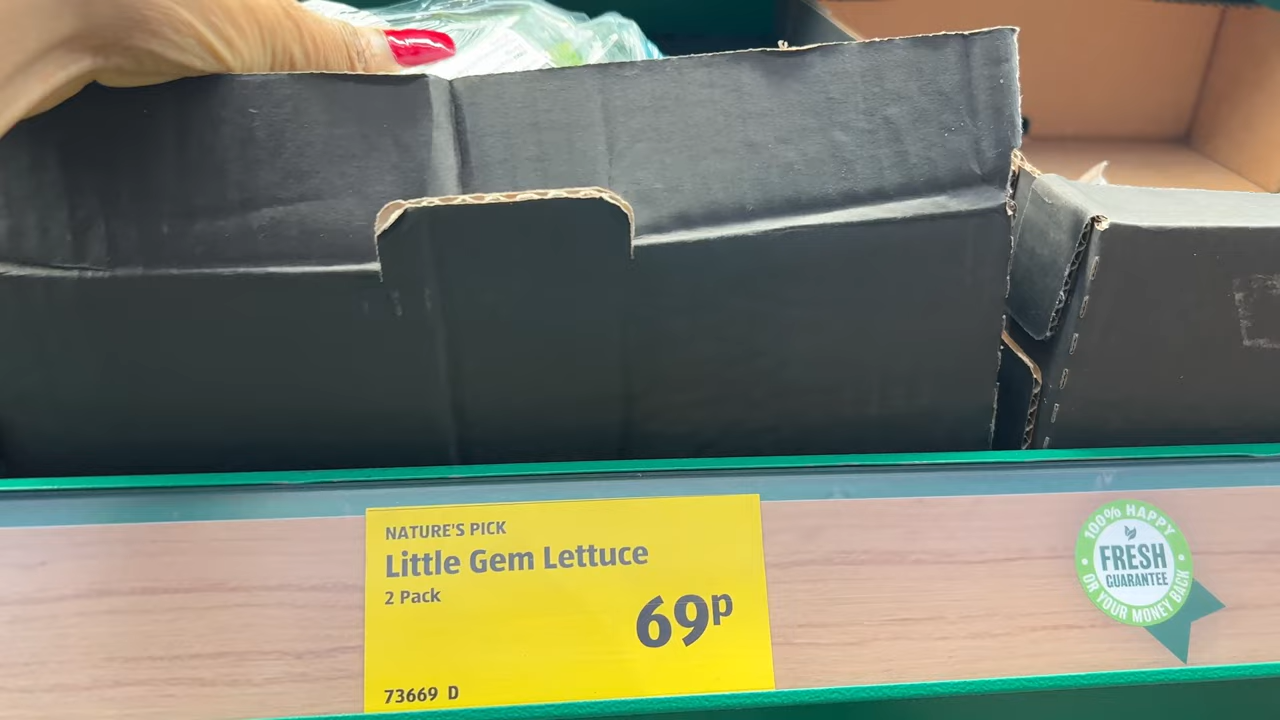 NATURE'S PICK
Little Gem Lettuce
2 Pack
69p
73669 D
100% HAPPY
FRESH
GUARANTEE
OR YOUR MONEY BACK